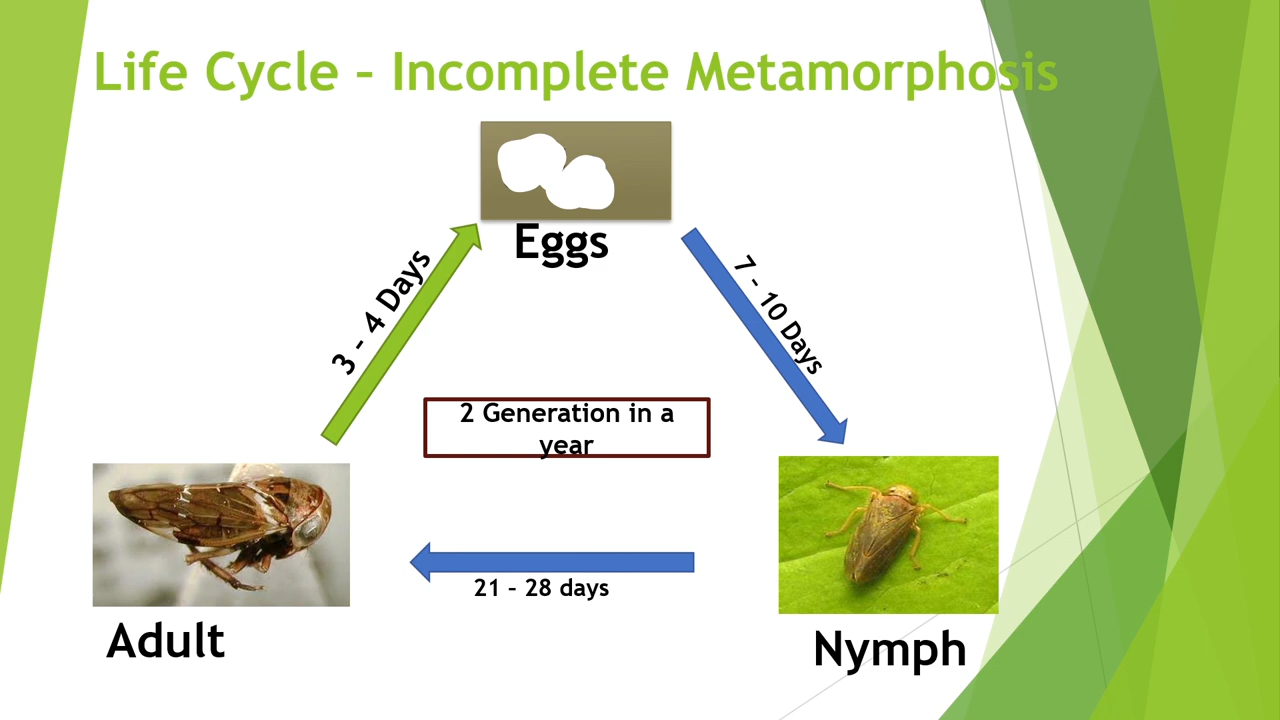 Life Cycle – Incomplete Metamorphosis
Eggs
3 – 4 Days
7 – 10 Days
2 Generation in a
year
21 – 28 days
Adult
Nymph